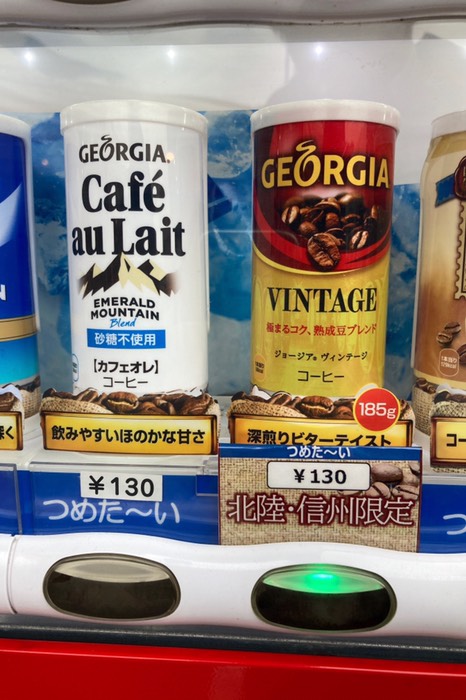 GEORGIA
Café
au Lait
EMERALD
MOUNTAIN
Blend
砂糖不使用
【カフェオレ】
コーヒー
飲みやすいほのかな甘さ
¥130
つめた〜い
GEORGIA
VINTAGE
極まるコク、熟成豆ブレンド
ジョージア® ヴィンテージ
コーヒー
185g
深煎りビターテイスト
つめた〜い
¥130
北陸・信州限定
N
く
コー
つ